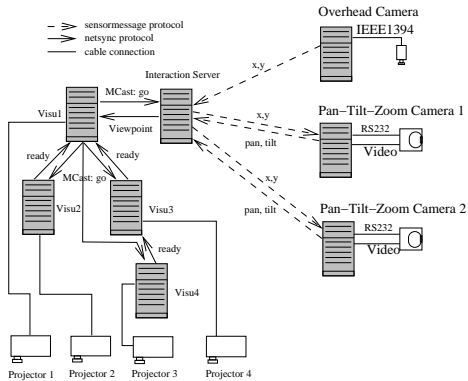 sensormessage protocol
netsync protocol
cable connection
Overhead Camera
IEEE1394
Interaction Server
x,y
MCast: go
Visu1
Viewpoint
Pan−Tilt−Zoom Camera 1
x,y
RS232
Video
pan, tilt
ready
ready
MCast: go
x,y
Visu2
Visu3
pan, tilt
Pan−Tilt−Zoom Camera 2
RS232
Video
ready
Visu4
Projector 1
Projector 2
Projector 3
Projector 4